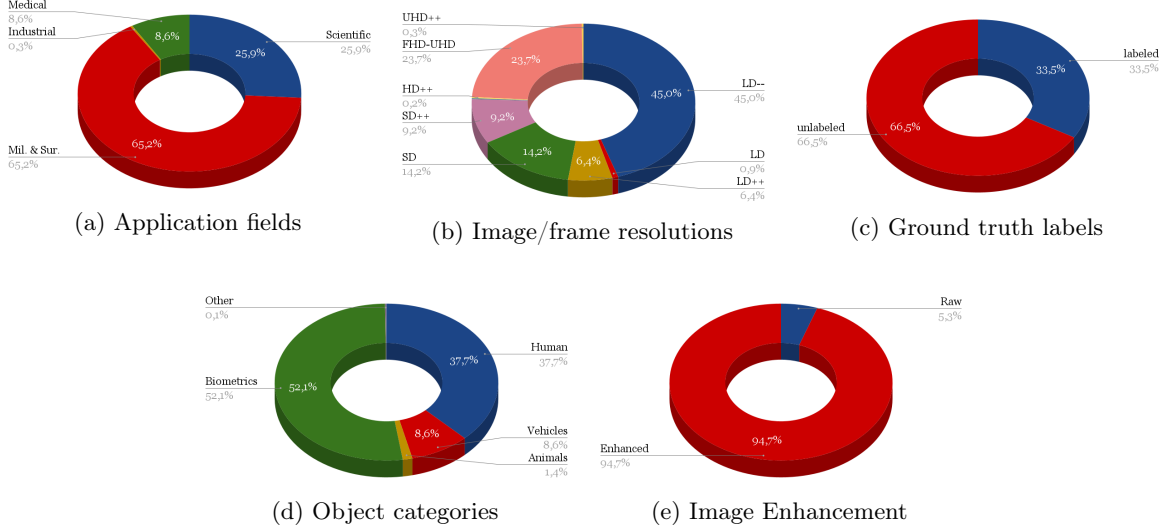 Medical
8,6%
Industrial
0,3%
8,6%
Scientific
25,9%
25,9%
Mil. & Sur.
65,2%
65,2%
(a) Application fields
UHD++
0,3%
FHD-UHD
23,7%
23,7%
HD++
0,2%
SD++
9,2%
9,2%
SD
14,2%
14,2%
LD--
45,0%
45,0%
LD
0,9%
LD++
6,4%
6,4%
(b) Image/frame resolutions
labeled
33,5%
33,5%
unlabeled
66,5%
66,5%
(c) Ground truth labels
Other
0,1%
Human
37,7%
37,7%
Biometrics
52,1%
52,1%
Vehicles
8,6%
8,6%
Animals
1,4%
(d) Object categories
Raw
5,3%
Enhanced
94,7%
94,7%
(e) Image Enhancement